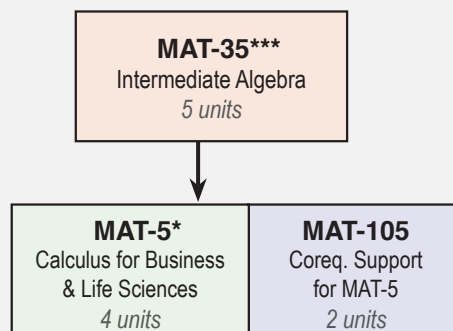 MAT-35***
Intermediate Algebra
5 units
MAT-5*
Calculus for Business
& Life Sciences
4 units
MAT-105
Coreq. Support
for MAT-5
2 units